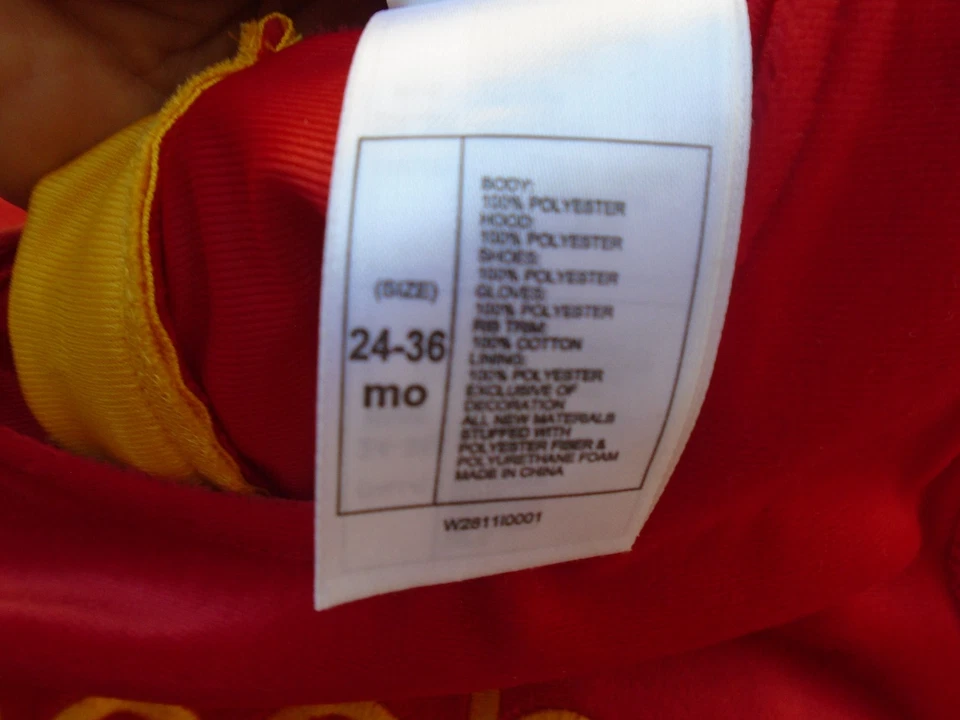 (SIZE)
24-36
mo
BODY:
100% POLYESTER
HOOD:
100% POLYESTER
SHOES:
100% POLYESTER
GLOVES:
100% POLYESTER
RIB TRIM:
100% COTTON
LINING:
100% POLYESTER
EXCLUSIVE OF
DECORATION
ALL NEW MATERIALS
STUFFED WITH
POLYESTER FIBER &
POLYURETHANE FOAM
MADE IN CHINA
W2811I0001